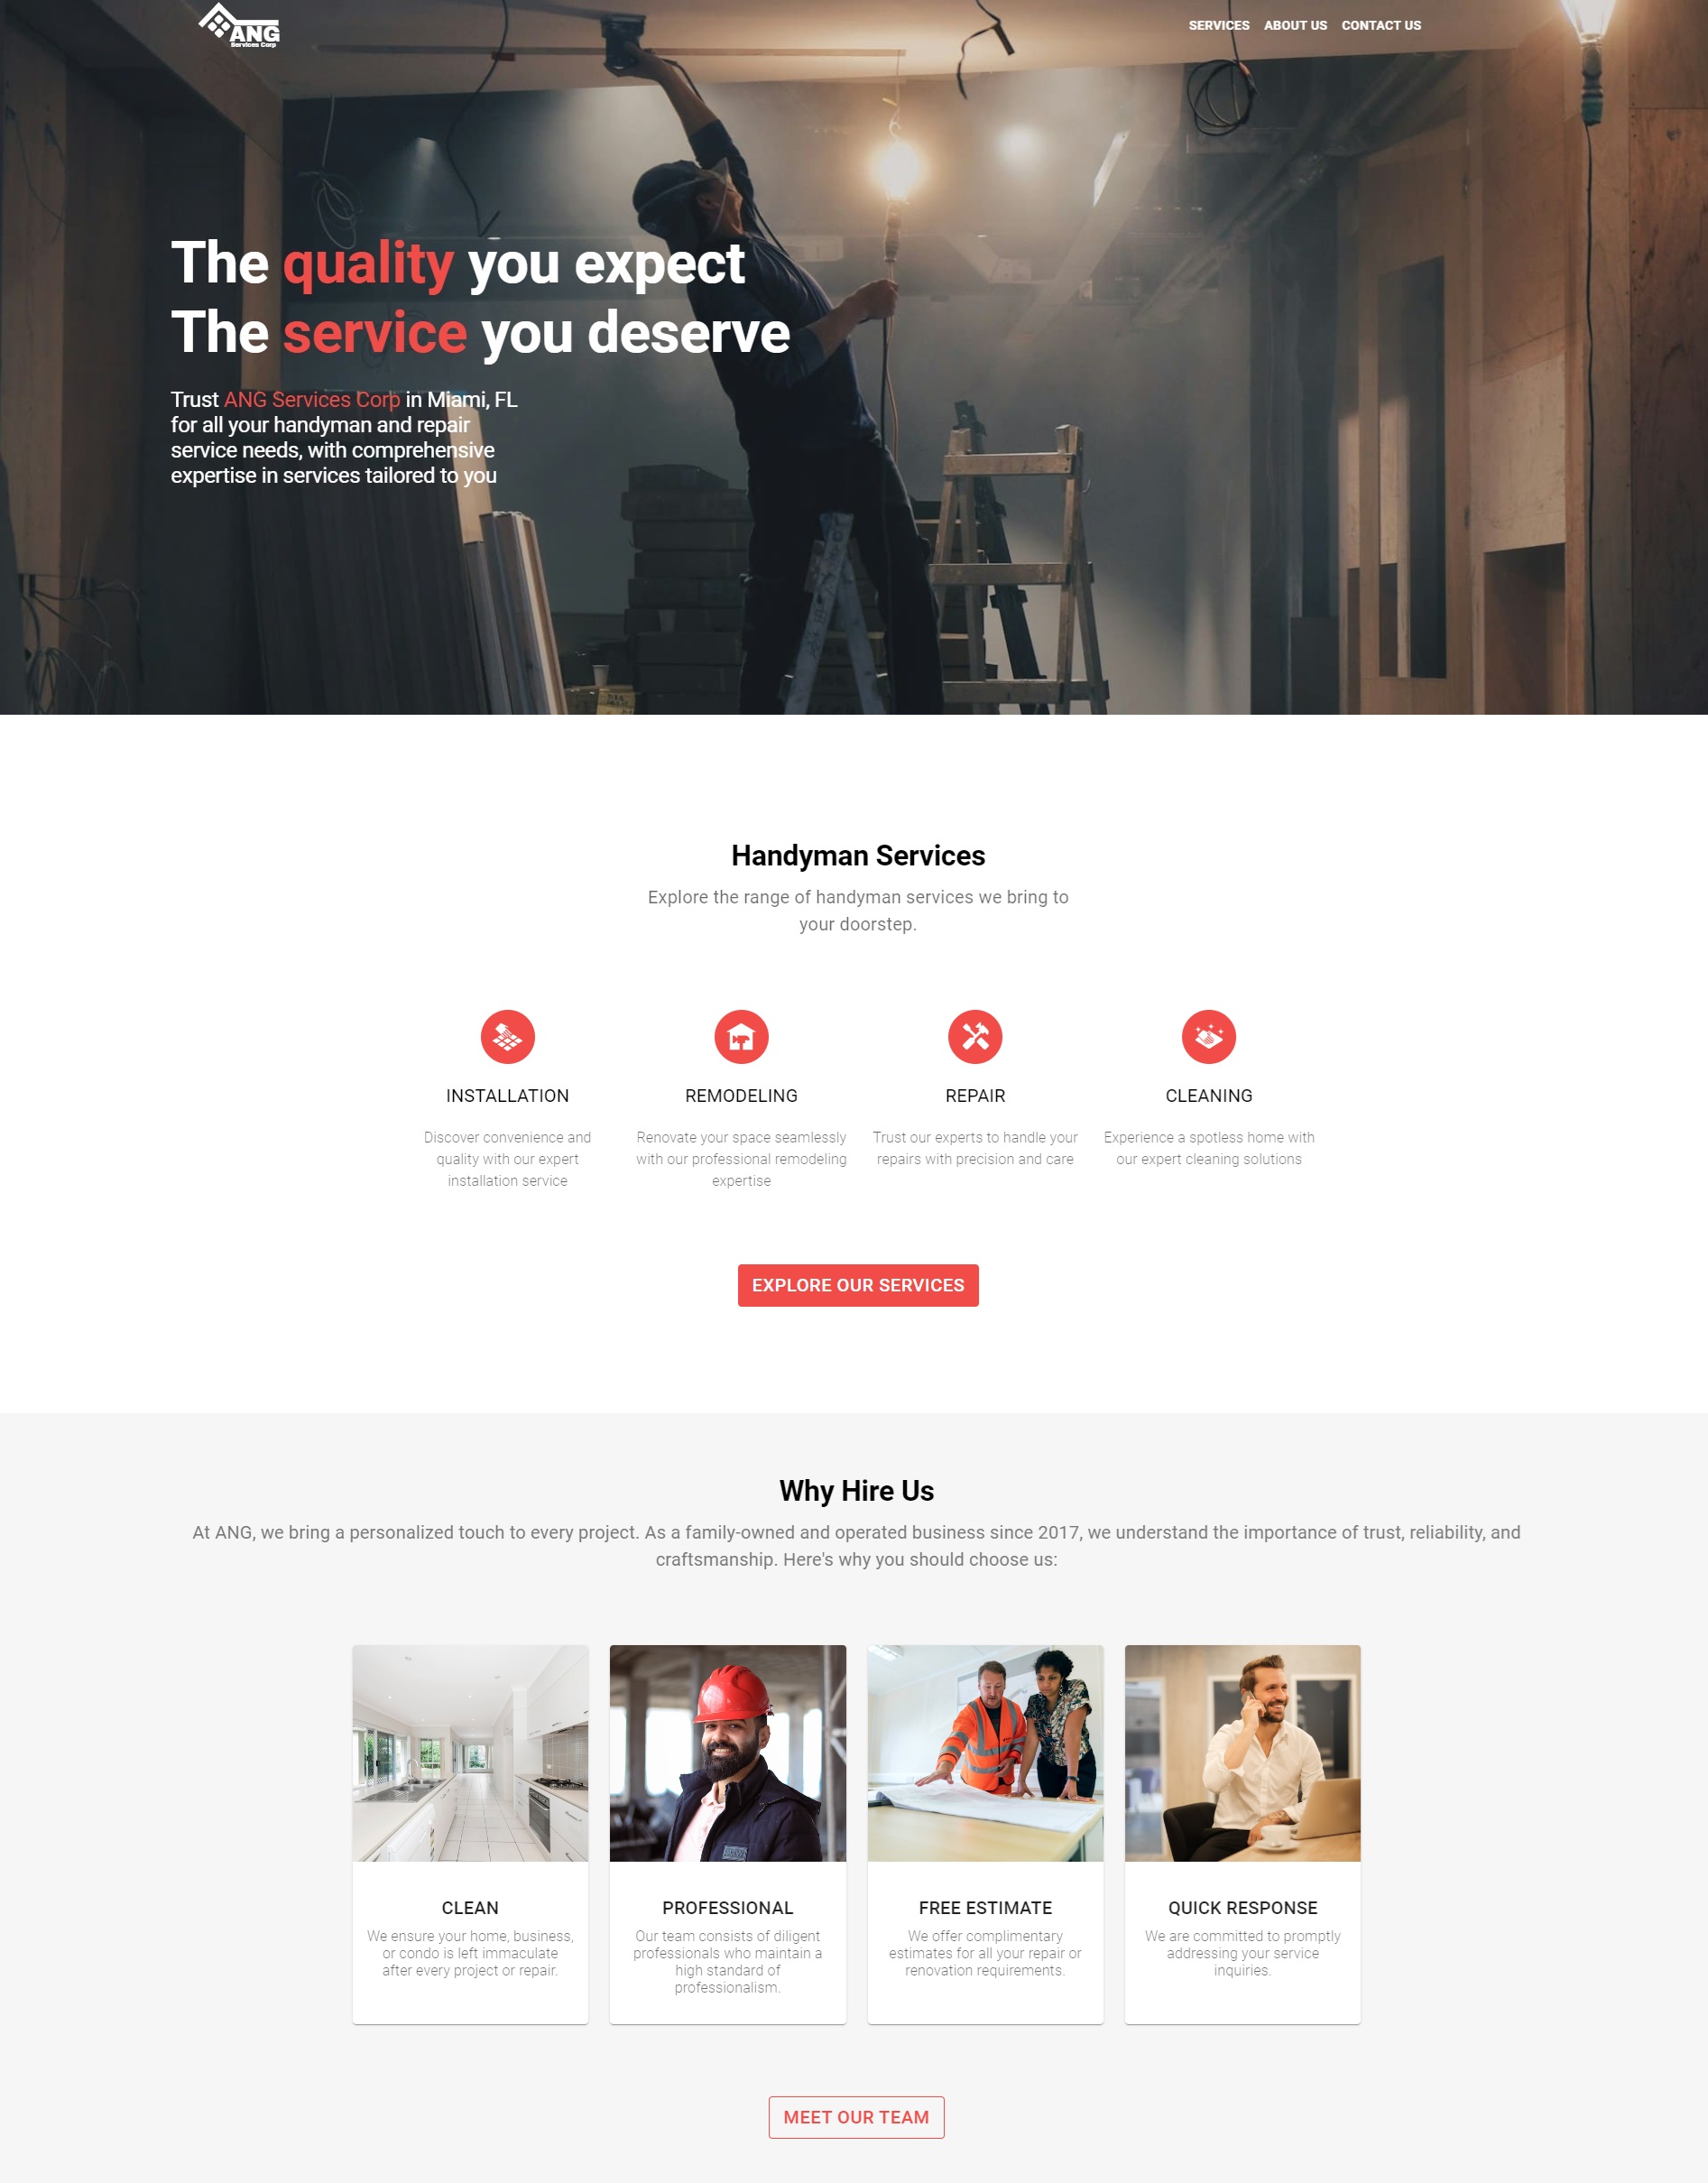 ANG
Services Corp
SERVICES ABOUT US CONTACT US
The quality you expect
The service you deserve
Trust ANG Services Corp in Miami, FL
for all your handyman and repair
service needs, with comprehensive
expertise in services tailored to you
Handyman Services
Explore the range of handyman services we bring to
your doorstep.
INSTALLATION
Discover convenience and
quality with our expert
installation service
REMODELING
Renovate your space seamlessly
with our professional remodeling
expertise
REPAIR
Trust our experts to handle your
repairs with precision and care
CLEANING
Experience a spotless home with
our expert cleaning solutions
EXPLORE OUR SERVICES
Why Hire Us
At ANG, we bring a personalized touch to every project. As a family-owned and operated business since 2017, we understand the importance of trust, reliability, and
craftsmanship. Here's why you should choose us:
CLEAN
We ensure your home, business,
or condo is left immaculate
after every project or repair.
PROFESSIONAL
Our team consists of diligent
professionals who maintain a
high standard of
professionalism.
FREE ESTIMATE
We offer complimentary
estimates for all your repair or
renovation requirements.
QUICK RESPONSE
We are committed to promptly
addressing your service
inquiries.
MEET OUR TEAM